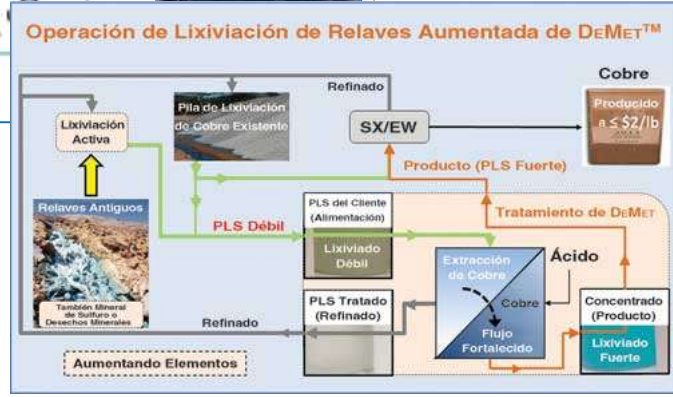 Operación de Lixiviación de Relaves Aumentada de DEMET™
Refinado
Cobre
Pila de Lixiviación
de Cobre Existente
Lixiviación
Activa
SX/EW
Producido
a ≤ $2/lb
Producto (PLS Fuerte)
Relaves Antiguos
PLS del Cliente
(Alimentación)
Tratamiento de DEMET
PLS Débil
Lixiviado
Débil
Extracción
de Cobre
Ácido
PLS Tratado
(Refinado)
Cobre
Concentrado
(Producto)
También Mineral
de Sulfuro o
Desechos Minerales
Refinado
Flujo
Fortalecido
Lixiviado
Fuerte
Aumentando Elementos